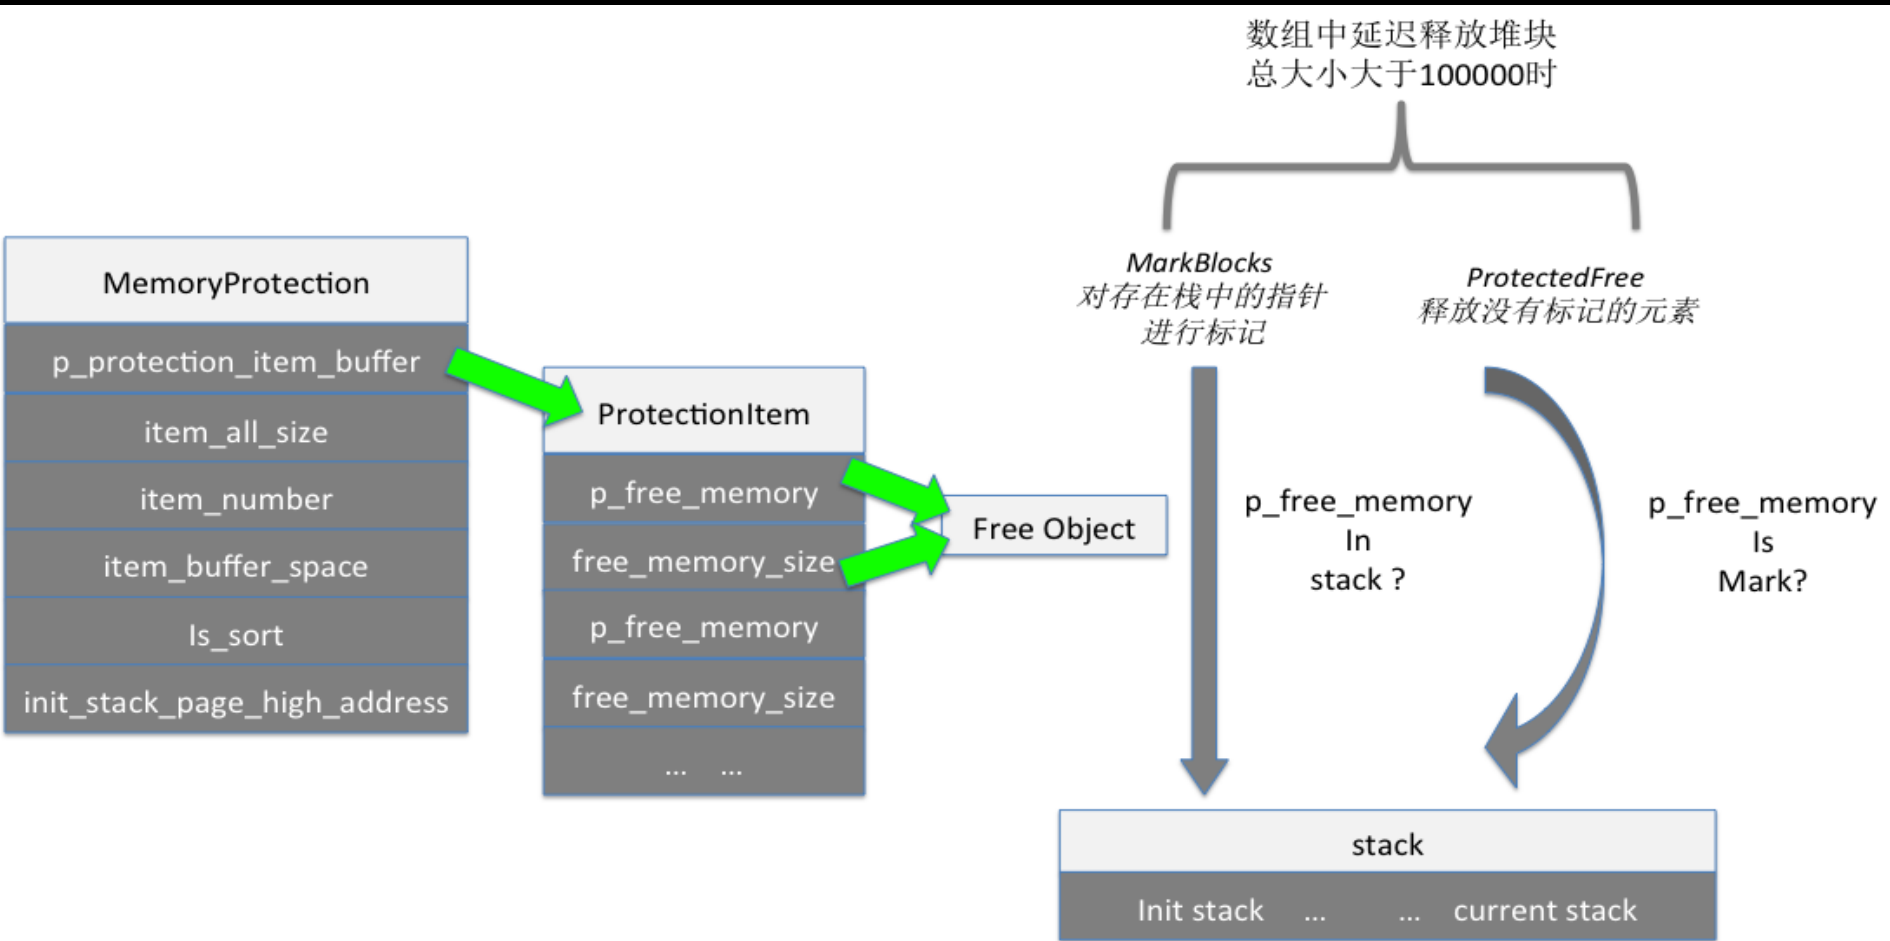 数组中延迟释放堆块
总大小大于100000时
MarkBlocks
对存在栈中的指针
进行标记
ProtectedFree
释放没有标记的元素
MemoryProtection
p_protection_item_buffer
item_all_size
item_number
item_buffer_space
Is_sort
init_stack_page_high_address
ProtectionItem
p_free_memory
free_memory_size
p_free_memory
free_memory_size
... ...
Free Object
p_free_memory
In
stack ?
p_free_memory
Is
Mark?
stack
Init stack ... ... current stack